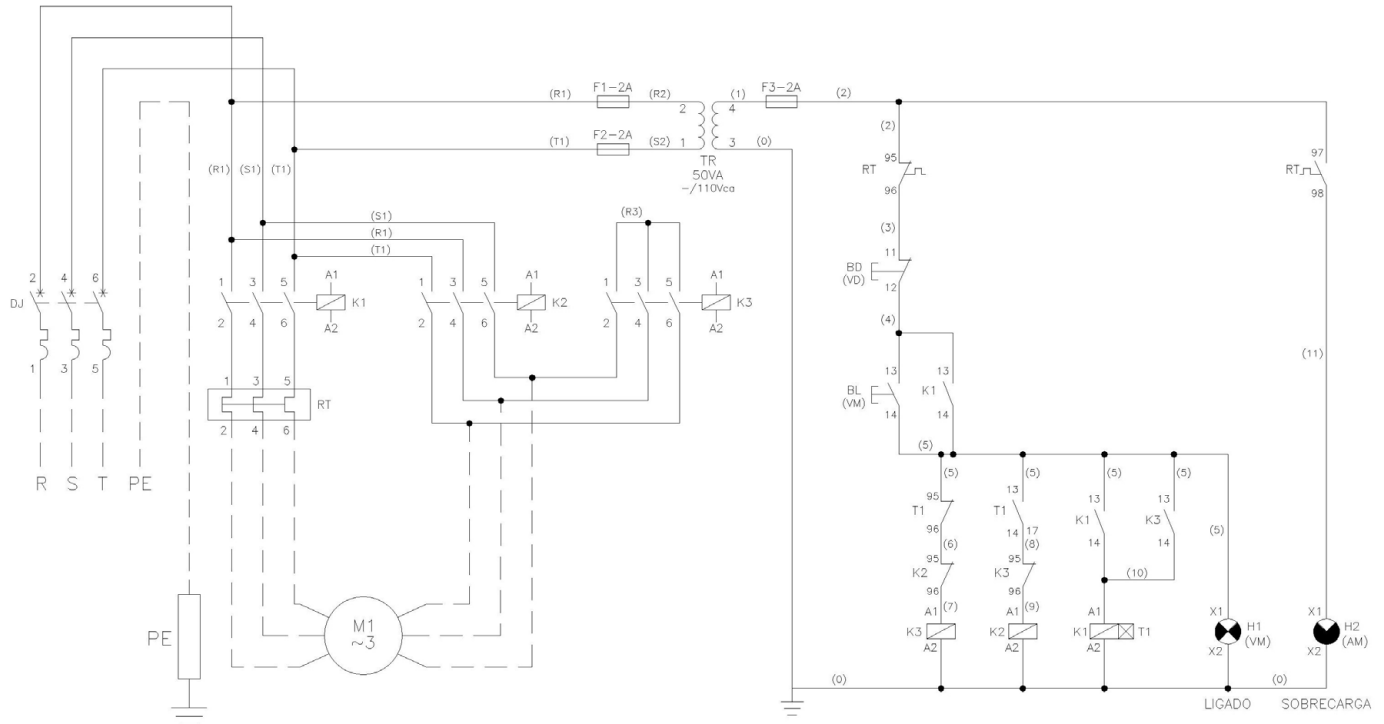 F1-2A
(1) F3-2A (2)
(R1) (R2)
2 4
F2-2A
(T1) (S2) 1 3 (0)
TR
50VA
-/110Vca
(R1) (S1) (T1)
(2)
95
RT
96
97
RT
98
(3)
(S1)
(R1)
(T1)
(R3)
2 4 6
DJ
1 3 5
1 3 5 A1
K1
2 4 6 A2
1 3 5 A1
K2
2 4 6 A2
1 3 5 A1
K3
2 4 6 A2
11
BD
(VD)
12
(4)
(11)
1 3 5
RT
2 4 6
13 13
BL K1
(VM)
14 14
(5)
R S T PE
(5) (5) (5) (5)
95 13 13 13
T1 T1 K1 K3
96 14 17 14 14
(5)
(6) (8)
95 95
K2 K3
96 96
(10)
(7) (9)
A1 A1 A1 X1 X1
K3 K2 K1 T1 H1 H2
(VM) (AM)
A2 A2 A2 X2 X2
M1
~3
PE
(0) (0)
LIGADO SOBRECARGA